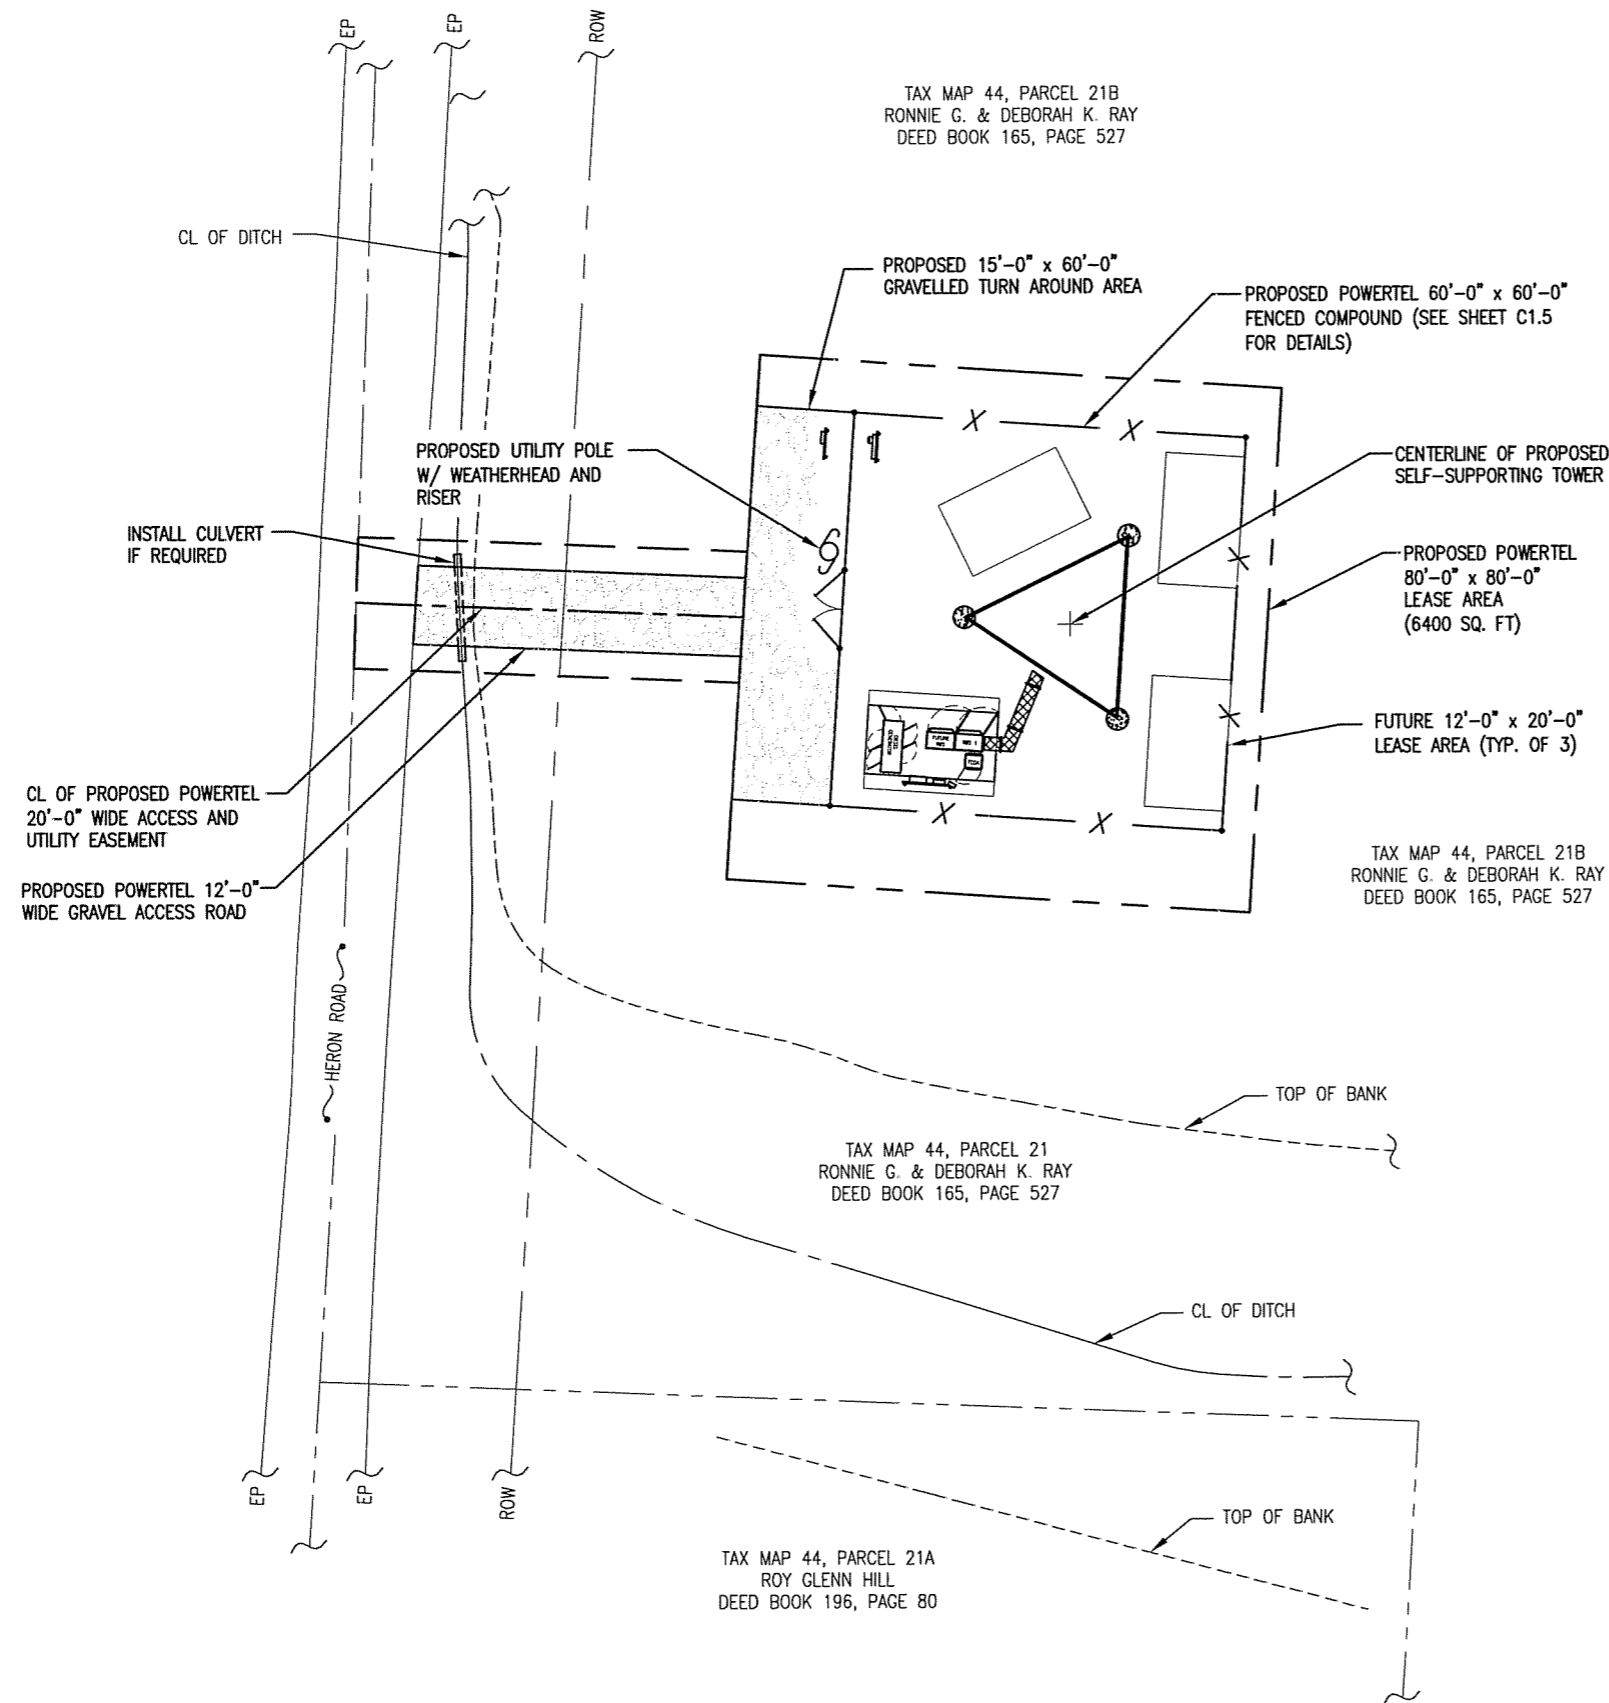 EP
EP
ROW
TAX MAP 44, PARCEL 21B
RONNIE G. & DEBORAH K. RAY
DEED BOOK 165, PAGE 527
CL OF DITCH
PROPOSED 15'-0" x 60'-0"
GRAVELLED TURN AROUND AREA
PROPOSED POWERTEL 60'-0" x 60'-0"
FENCED COMPOUND (SEE SHEET C1.5
FOR DETAILS)
PROPOSED UTILITY POLE
W/ WEATHERHEAD AND
RISER
CENTERLINE OF PROPOSED
SELF-SUPPORTING TOWER
INSTALL CULVERT
IF REQUIRED
PROPOSED POWERTEL
80'-0" x 80'-0"
LEASE AREA
(6400 SQ. FT)
X
X
X
X
X
X
FUTURE
FUTURE 12'-0" x 20'-0"
LEASE AREA (TYP. OF 3)
CL OF PROPOSED POWERTEL
20'-0" WIDE ACCESS AND
UTILITY EASEMENT
PROPOSED POWERTEL 12'-0"
WIDE GRAVEL ACCESS ROAD
TAX MAP 44, PARCEL 21B
RONNIE G. & DEBORAH K. RAY
DEED BOOK 165, PAGE 527
HERON ROAD
TOP OF BANK
TAX MAP 44, PARCEL 21
RONNIE G. & DEBORAH K. RAY
DEED BOOK 165, PAGE 527
CL OF DITCH
EP
EP
ROW
TOP OF BANK
TAX MAP 44, PARCEL 21A
ROY GLENN HILL
DEED BOOK 196, PAGE 80